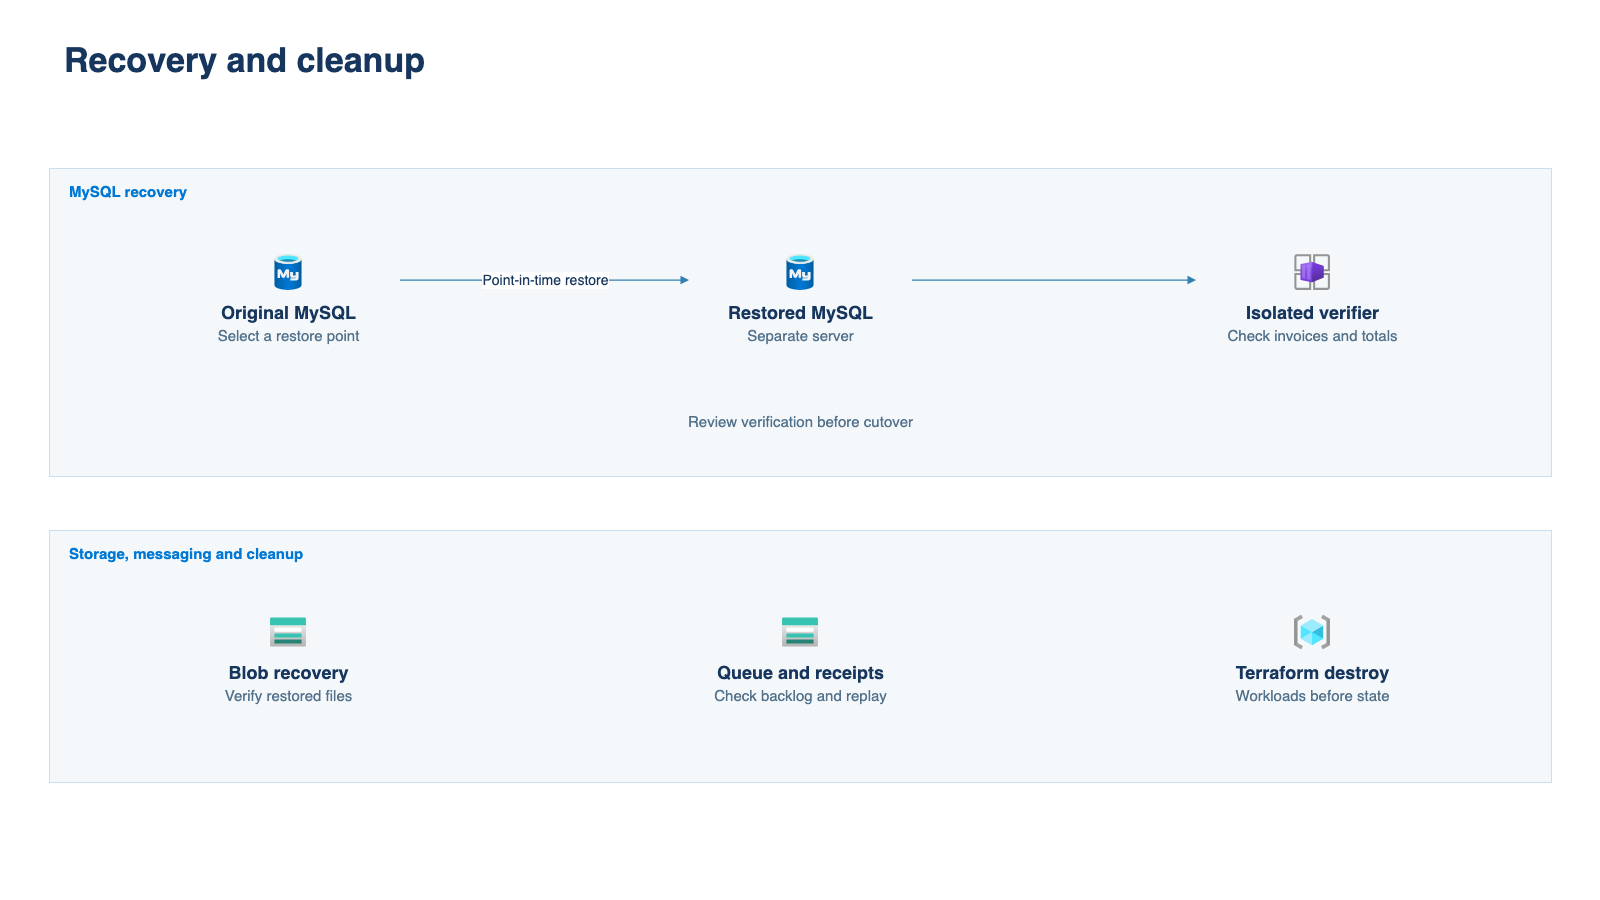 Recovery and cleanup
MySQL recovery
My
Point-in-time restore
My
Original MySQL
Select a restore point
Restored MySQL
Separate server
Isolated verifier
Check invoices and totals
Review verification before cutover
Storage, messaging and cleanup
Blob recovery
Verify restored files
Queue and receipts
Check backlog and replay
Terraform destroy
Workloads before state